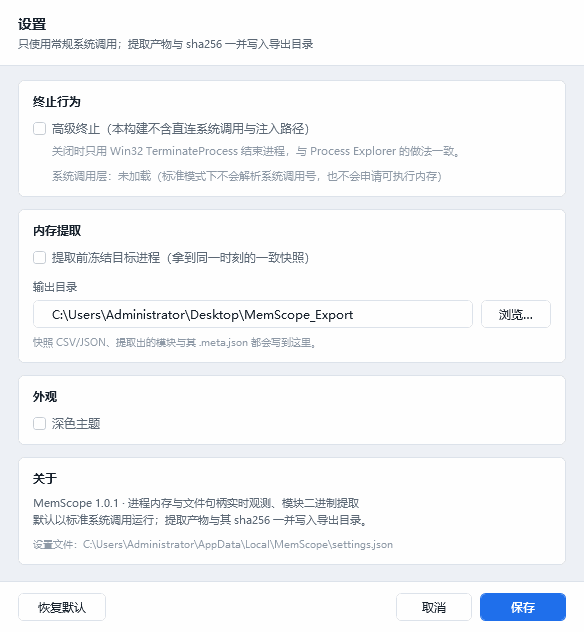 设置
只使用常规系统调用；提取产物与 sha256 一并写入导出目录
终止行为
高级终止（本构建不含直连系统调用与注入路径）
关闭时只用 Win32 TerminateProcess 结束进程，与 Process Explorer 的做法一致。
系统调用层：未加载（标准模式下不会解析系统调用号，也不会申请可执行内存）
内存提取
提取前冻结目标进程（拿到同一时刻的一致快照）
输出目录
C:\Users\Administrator\Desktop\MemScope_Export
浏览...
快照 CSV/JSON、提取出的模块与其 .meta.json 都会写到这里。
外观
深色主题
关于
MemScope 1.0.1 · 进程内存与文件句柄实时观测、模块二进制提取
默认以标准系统调用运行；提取产物与其 sha256 一并写入导出目录。
设置文件：C:\Users\Administrator\AppData\Local\MemScope\settings.json
恢复默认
取消
保存